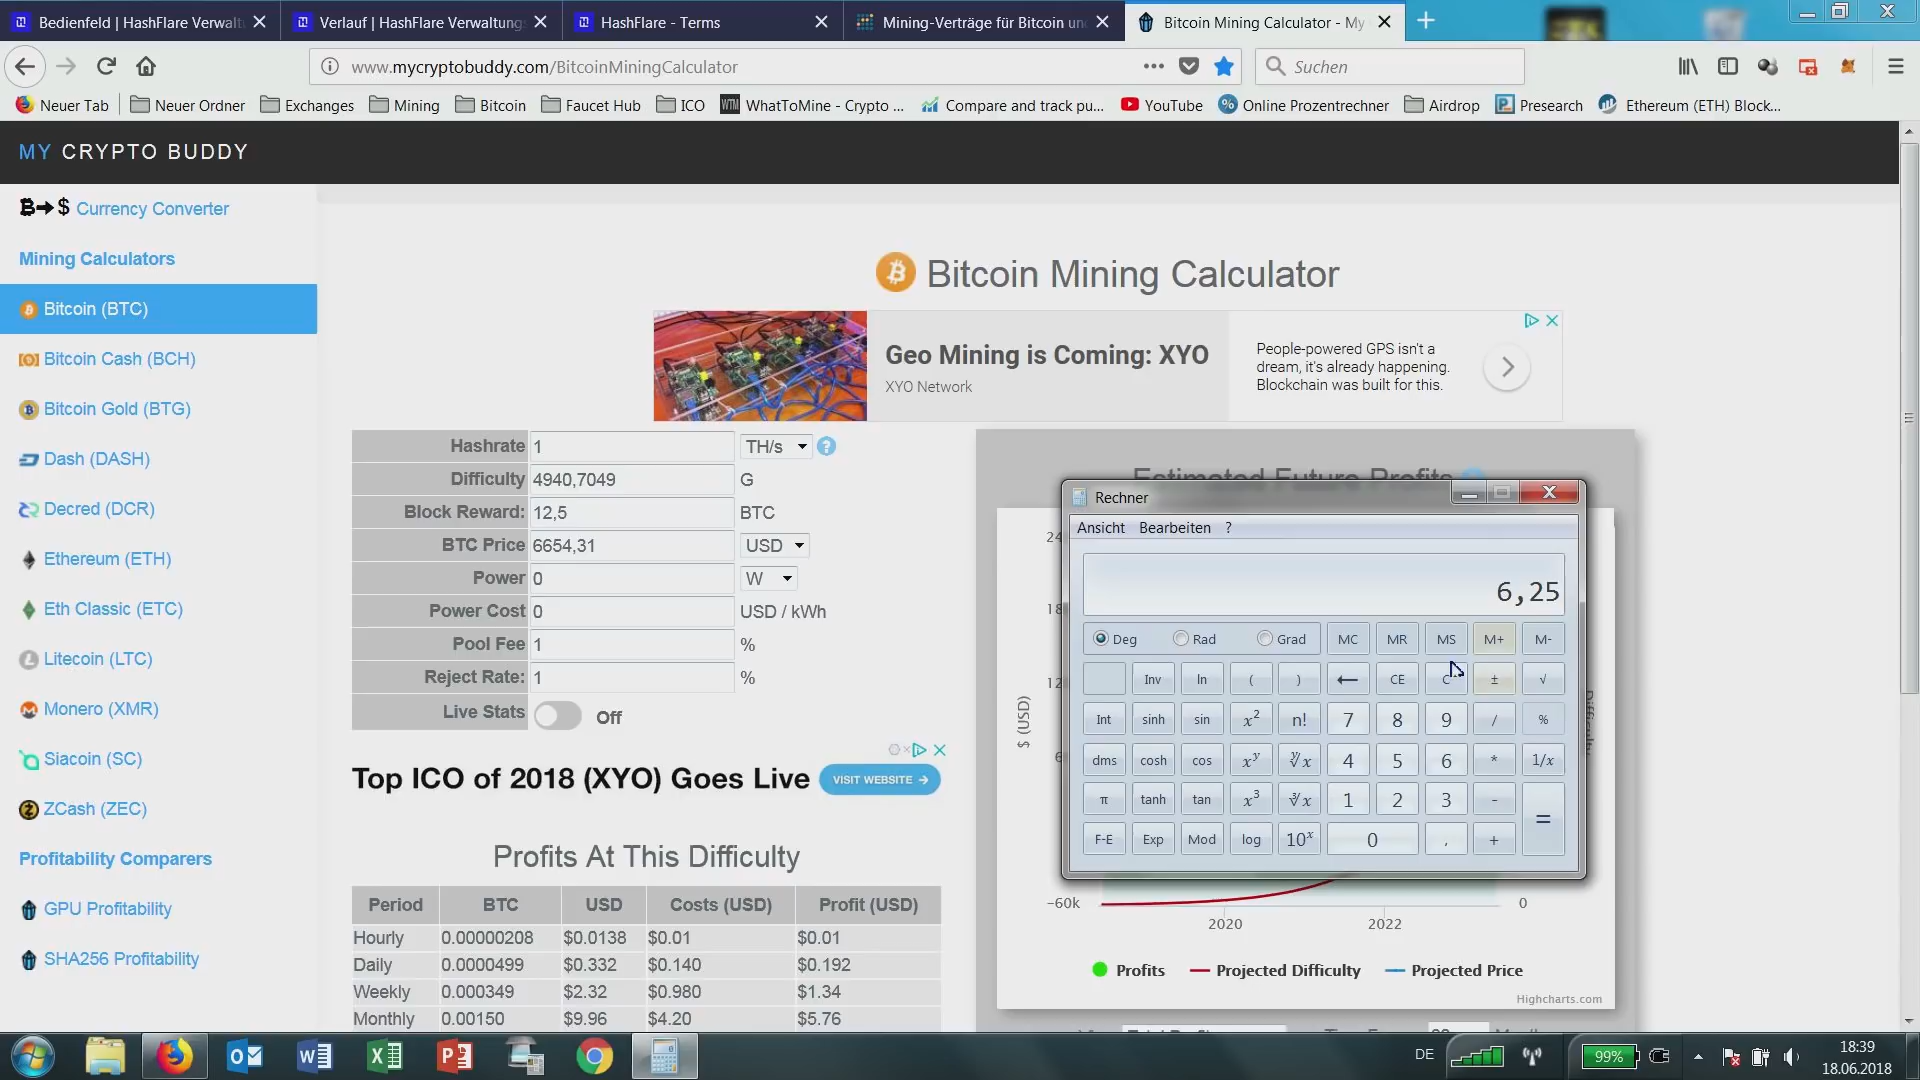 Bedienfeld | HashFlare Verwalt
Verlauf | HashFlare Verwaltungs
HashFlare - Terms
Mining-Verträge für Bitcoin un
Bitcoin Mining Calculator - My
www.mycryptobuddy.com/BitcoinMiningCalculator
Suchen
Neuer Tab
Neuer Ordner
Exchanges
Mining
Bitcoin
Faucet Hub
ICO
WTM
WhatToMine - Crypto ...
Compare and track pu...
YouTube
Online Prozentrechner
Airdrop
Presearch
Ethereum (ETH) Block...
MY CRYPTO BUDDY
$ Currency Converter
Mining Calculators
Bitcoin (BTC)
Bitcoin Cash (BCH)
Bitcoin Gold (BTG)
Dash (DASH)
Decred (DCR)
Ethereum (ETH)
Eth Classic (ETC)
Litecoin (LTC)
Monero (XMR)
Siacoin (SC)
ZCash (ZEC)
Profitability Comparers
GPU Profitability
SHA256 Profitability
Bitcoin Mining Calculator
Geo Mining is Coming: XYO
XYO Network
People-powered GPS isn't a
dream, it's already happening.
Blockchain was built for this.
Hashrate 1 TH/s ?
Difficulty 4940,7049 G
Block Reward: 12,5 BTC
BTC Price 6654,31 USD
Power 0 W
Power Cost 0 USD / kWh
Pool Fee 1 %
Reject Rate: 1 %
Live Stats Off
Top ICO of 2018 (XYO) Goes Live
VISIT WEBSITE
Profits At This Difficulty
Period BTC USD Costs (USD) Profit (USD)
Hourly 0.00000208 $0.0138 $0.01 $0.01
Daily 0.0000499 $0.332 $0.140 $0.192
Weekly 0.000349 $2.32 $0.980 $1.34
Monthly 0.00150 $9.96 $4.20 $5.76
Estimated Future Profits
$ (USD)
-60k
0
2020
2022
Profits
Projected Difficulty
Projected Price
Highcharts.com
Rechner
Ansicht Bearbeiten ?
6,25
Deg Rad Grad MC MR MS M+ M-
Inv ln ( ) ← CE C ± √
Int sinh sin x² n! 7 8 9 / %
dms cosh cos xʸ ʸ√x 4 5 6 * 1/x
π tanh tan x³ ³√x 1 2 3 - =
F-E Exp Mod log 10ˣ 0 , +
DE
99%
18:39
18.06.2018